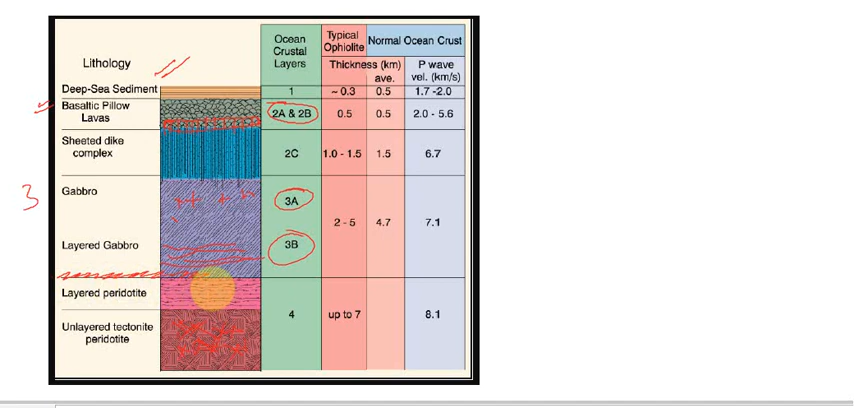 Lithology
Ocean Crustal Layers
Typical Ophiolite
Normal Ocean Crust
Thickness (km)
ave.
P wave vel. (km/s)
Deep-Sea Sediment 1 ~ 0.3 0.5 1.7 -2.0
Basaltic Pillow Lavas 2A & 2B 0.5 0.5 2.0 - 5.6
Sheeted dike complex 2C 1.0 - 1.5 1.5 6.7
3
Gabbro 3A
2 - 5 4.7 7.1
Layered Gabbro 3B
Layered peridotite
4 up to 7 8.1
Unlayered tectonite peridotite